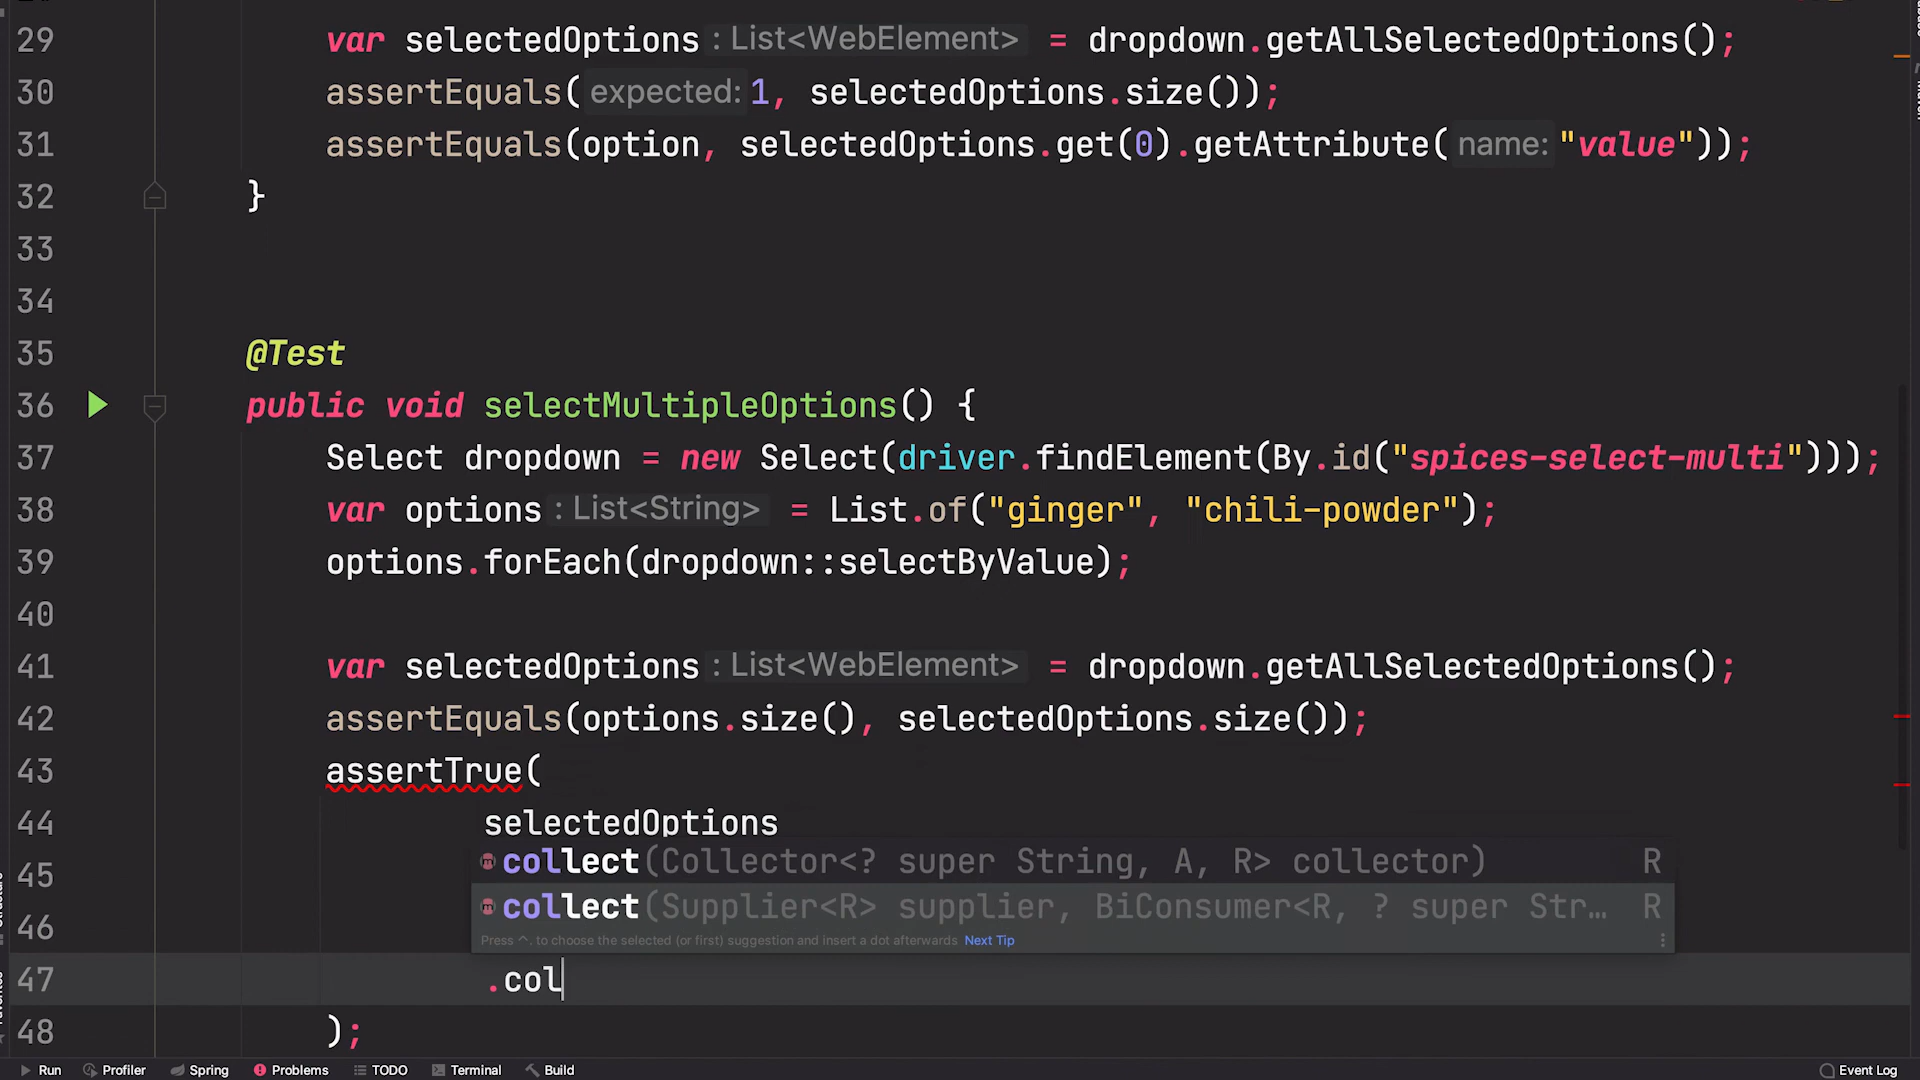 29 var selectedOptions : List<WebElement> = dropdown.getAllSelectedOptions();
30 assertEquals( expected: 1, selectedOptions.size());
31 assertEquals(option, selectedOptions.get(0).getAttribute( name: "value"));
32 }
33
34
35 @Test
36 public void selectMultipleOptions() {
37 Select dropdown = new Select(driver.findElement(By.id("spices-select-multi")));
38 var options : List<String> = List.of("ginger", "chili-powder");
39 options.forEach(dropdown::selectByValue);
40
41 var selectedOptions : List<WebElement> = dropdown.getAllSelectedOptions();
42 assertEquals(options.size(), selectedOptions.size());
43 assertTrue(
44 selectedOptions
45 collect(Collector<? super String, A, R> collector) R
46 collect(Supplier<R> supplier, BiConsumer<R, ? super Str… R
Press ^. to choose the selected (or first) suggestion and insert a dot afterwards Next Tip
47 .col
48 );
Run Profiler Spring Problems TODO Terminal Build Event Log